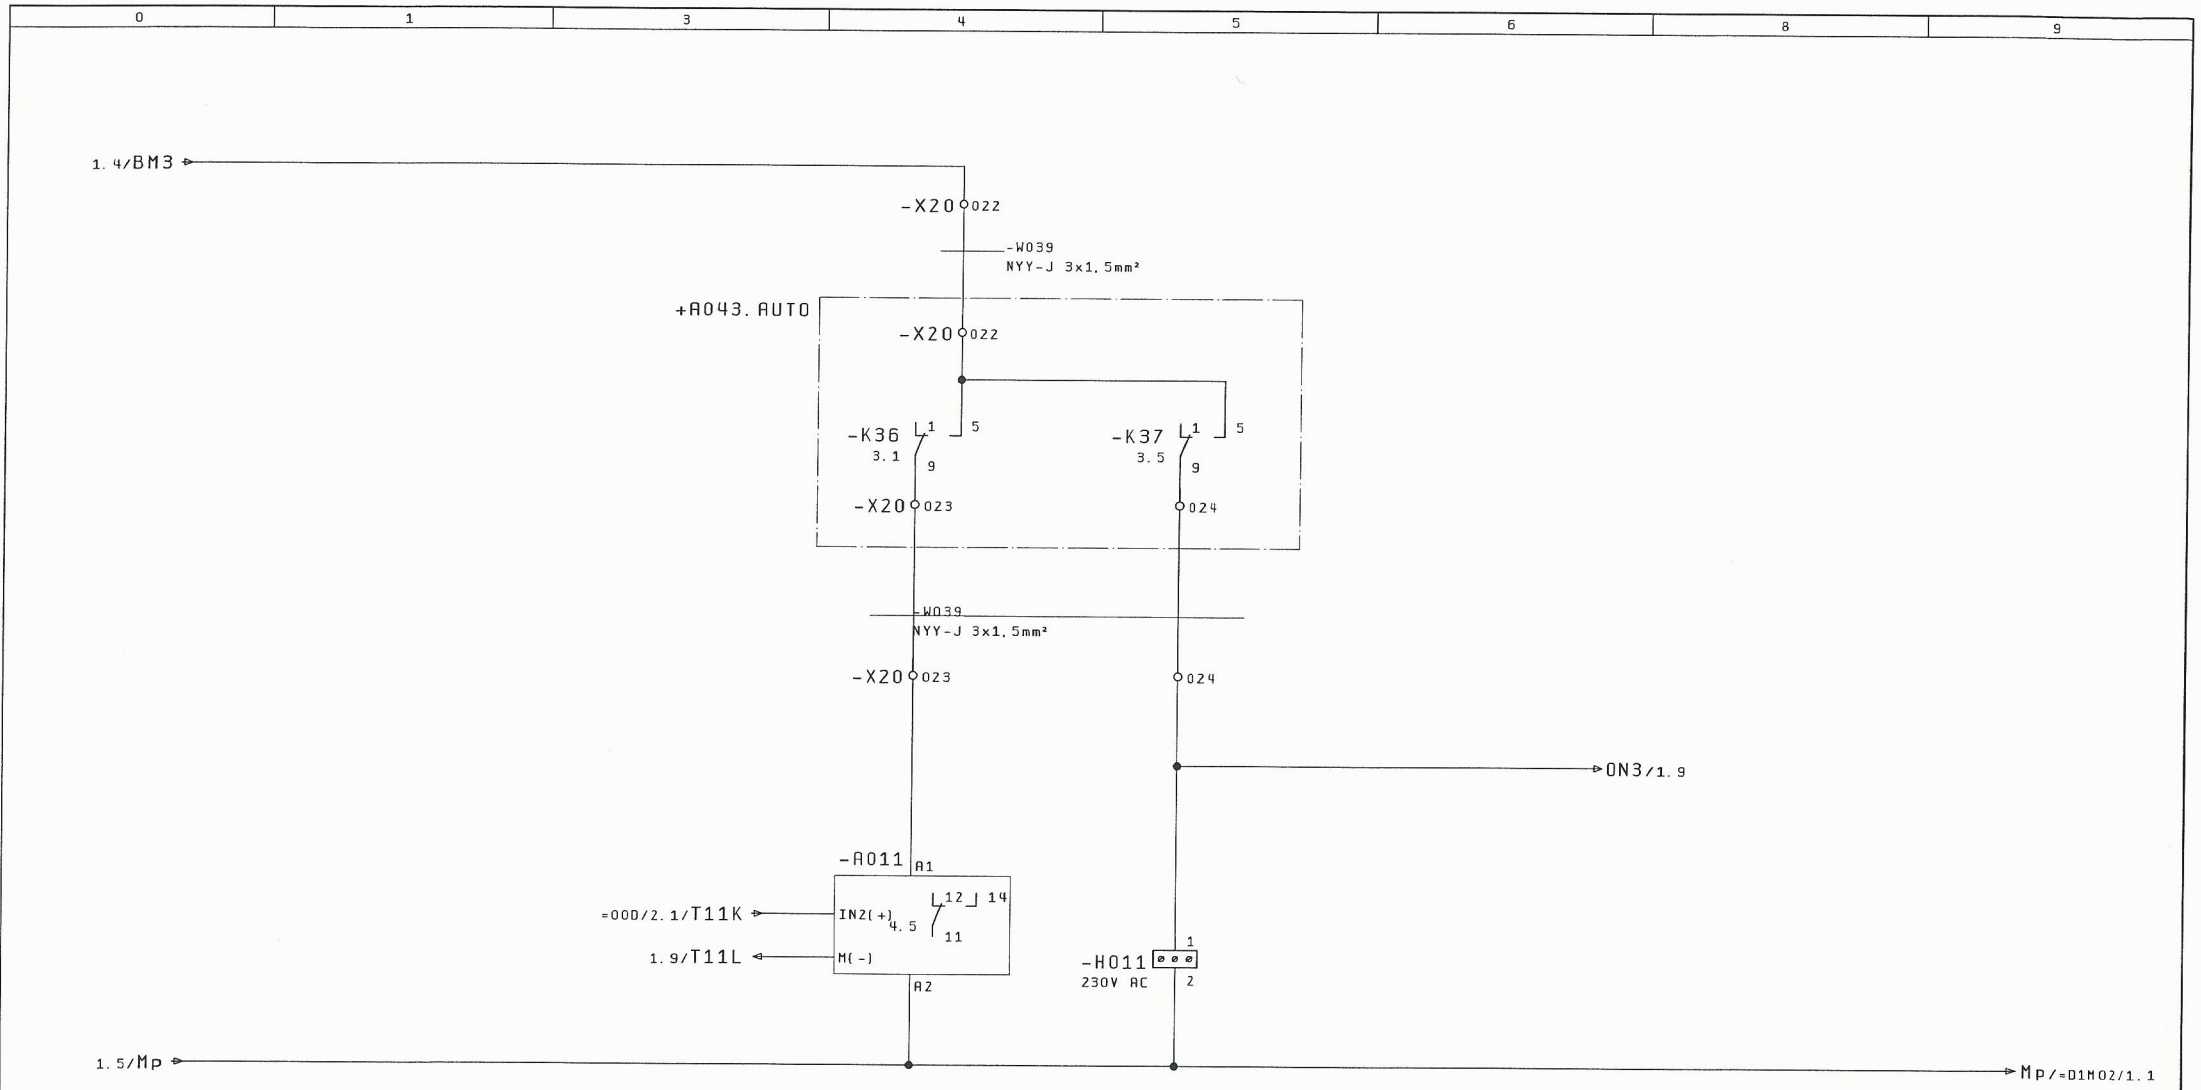 0 1 3 4 5 6 8 9
1.4/BM3
-X20 022
-W039
NYY-J 3x1,5mm²
+A043.AUTO
-X20 022
-K36 1 5
3.1
9
-K37 1 5
3.5
9
-X20 023
024
-W039
NYY-J 3x1,5mm²
-X20 023
024
ON3/1.9
-A011 A1
=00D/2.1/T11K
IN2(+)
4.5
12 14
11
1.9/T11L
M(-)
A2
1
-H011
230V AC
2
1.5/Mp
Mp/=D1M02/1.1